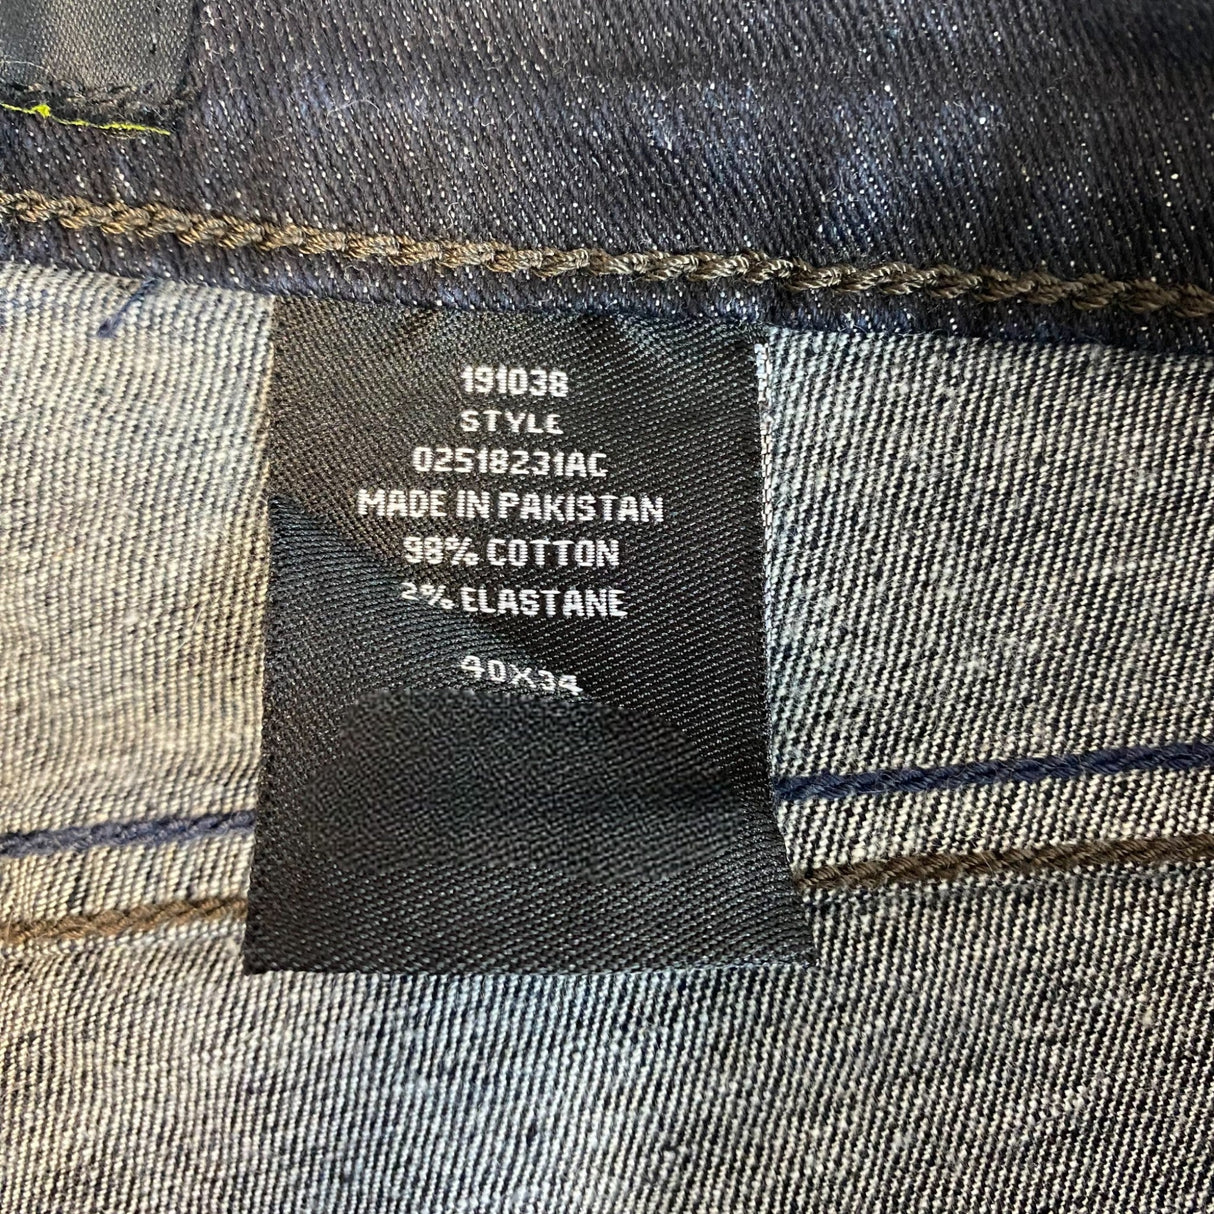 191038
STYLE
02518231AC
MADE IN PAKISTAN
98% COTTON
2% ELASTANE
40X34